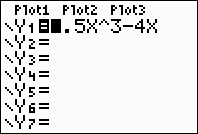 Plot1 Plot2 Plot3
\Y1=.5X^3-4X
\Y2=
\Y3=
\Y4=
\Y5=
\Y6=
\Y7=